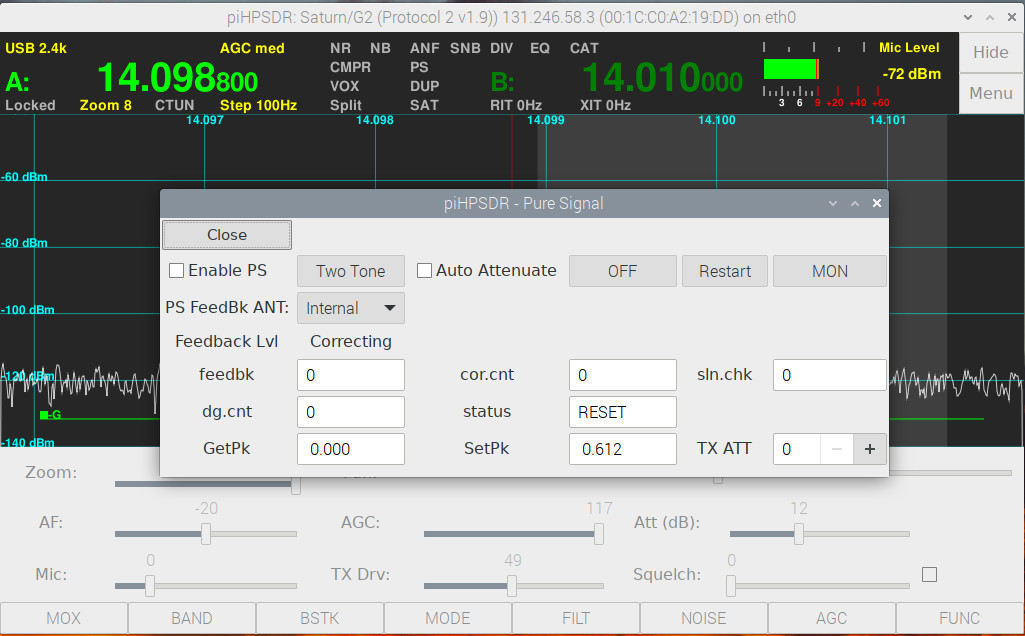 piHPSDR: Saturn/G2 (Protocol 2 v1.9)) 131.246.58.3 (00:1C:C0:A2:19:DD) on eth0
USB 2.4k AGC med NR NB ANF SNB DIV EQ CAT Mic Level Hide
A: 14.098800 CMPR PS B: 14.010000 -72 dBm
VOX DUP Menu
Locked Zoom 8 CTUN Step 100Hz Split SAT RIT 0Hz XIT 0Hz 3 6 9 +20 +40 +60
14.097 14.098 14.099 14.100 14.101
-60 dBm
piHPSDR - Pure Signal
Close
-80 dBm
Enable PS Two Tone Auto Attenuate OFF Restart MON
PS FeedBk ANT: Internal
-100 dBm
Feedback Lvl Correcting
feedbk 0 cor.cnt 0 sln.chk 0
-120 dBm
dg.cnt 0 status RESET
-G
-140 dBm
GetPk 0.000 SetPk 0.612 TX ATT 0 − +
Zoom:
-20 117 12
AF: AGC: Att (dB):
0 49 0
Mic: TX Drv: Squelch:
MOX BAND BSTK MODE FILT NOISE AGC FUNC